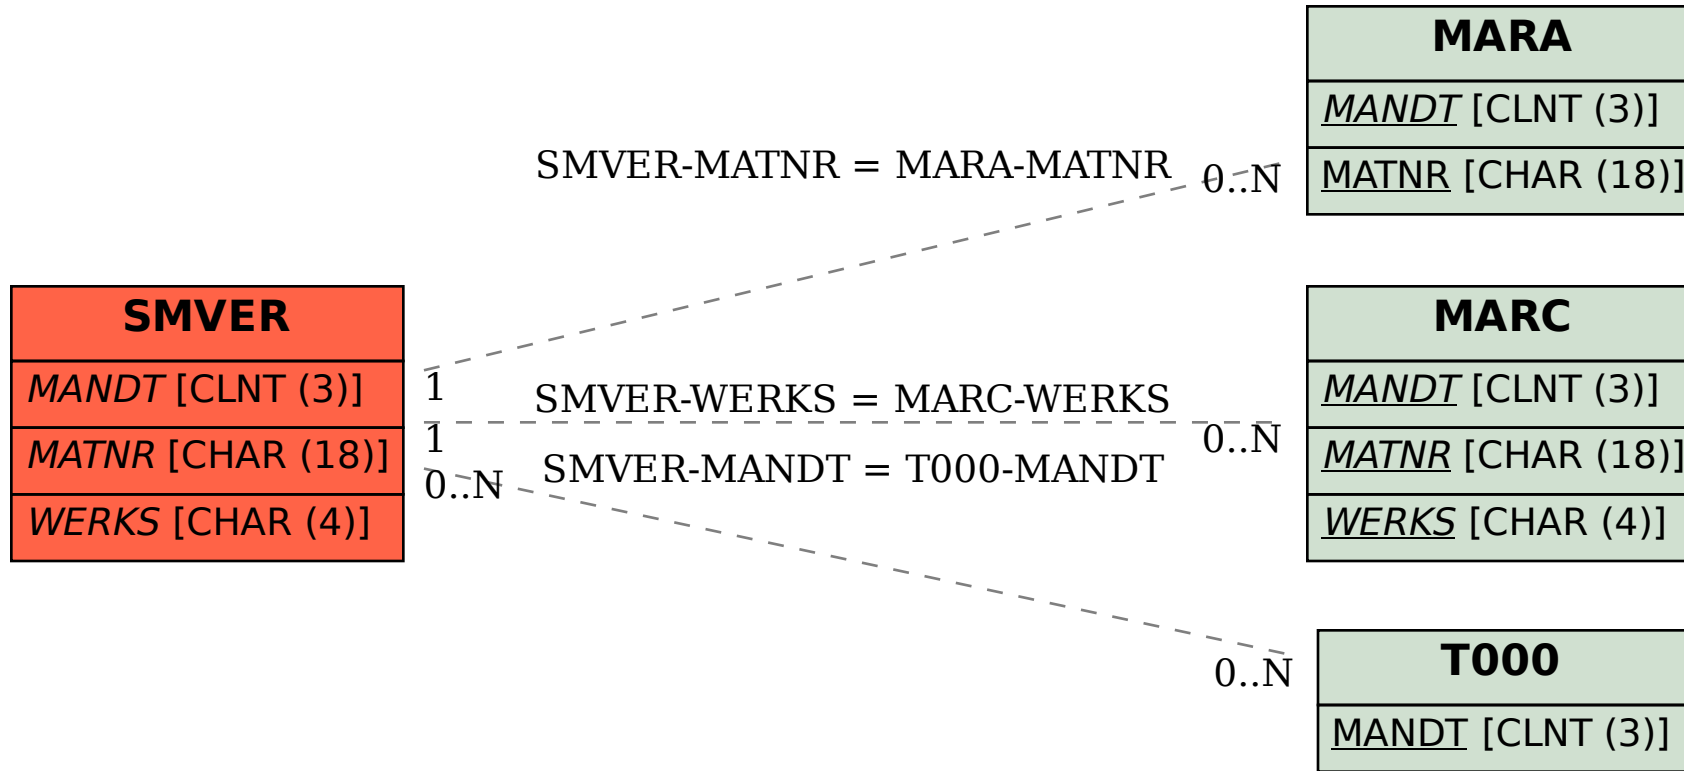 MARA
MANDT [CLNT (3)]
MATNR [CHAR (18)]
SMVER-MATNR = MARA-MATNR
0..N
SMVER
MANDT [CLNT (3)]
MATNR [CHAR (18)]
WERKS [CHAR (4)]
1
SMVER-WERKS = MARC-WERKS
1
0..N
0..N
SMVER-MANDT = T000-MANDT
MARC
MANDT [CLNT (3)]
MATNR [CHAR (18)]
WERKS [CHAR (4)]
0..N
T000
MANDT [CLNT (3)]